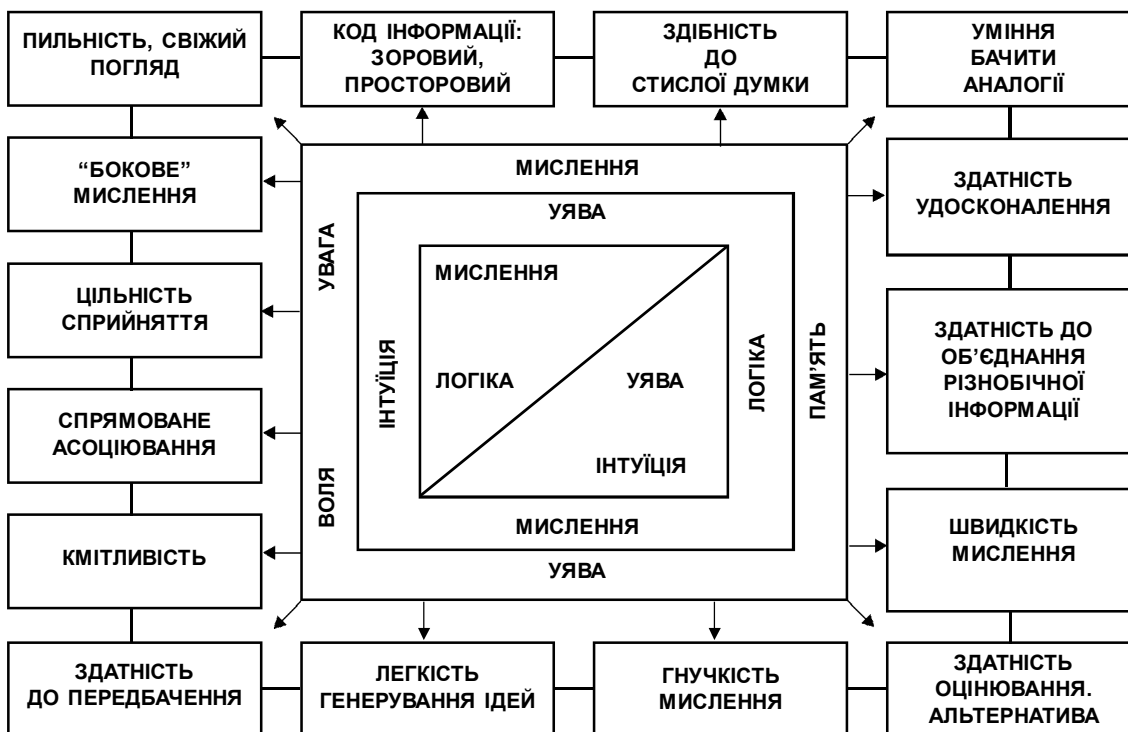 ПИЛЬНІСТЬ, СВІЖИЙ
ПОГЛЯД
КОД ІНФОРМАЦІЇ:
ЗОРОВИЙ,
ПРОСТОРОВИЙ
ЗДІБНІСТЬ
ДО
СТИСЛОЇ ДУМКИ
УМІННЯ
БАЧИТИ
АНАЛОГІЇ
“БОКОВЕ”
МИСЛЕННЯ
ЦІЛЬНІСТЬ
СПРИЙНЯТТЯ
СПРЯМОВАНЕ
АСОЦІЮВАННЯ
КМІТЛИВІСТЬ
МИСЛЕННЯ
УЯВА
УВАГА
ВОЛЯ
ІНТУЇЦІЯ
МИСЛЕННЯ
ЛОГІКА
УЯВА
ІНТУЇЦІЯ
ЛОГІКА
ПАМ’ЯТЬ
МИСЛЕННЯ
УЯВА
ЗДАТНІСТЬ
УДОСКОНАЛЕННЯ
ЗДАТНІСТЬ ДО
ОБ’ЄДНАННЯ
РІЗНОБІЧНОЇ
ІНФОРМАЦІЇ
ШВИДКІСТЬ
МИСЛЕННЯ
ЗДАТНІСТЬ
ДО ПЕРЕДБАЧЕННЯ
ЛЕГКІСТЬ
ГЕНЕРУВАННЯ ІДЕЙ
ГНУЧКІСТЬ
МИСЛЕННЯ
ЗДАТНІСТЬ
ОЦІНЮВАННЯ.
АЛЬТЕРНАТИВА